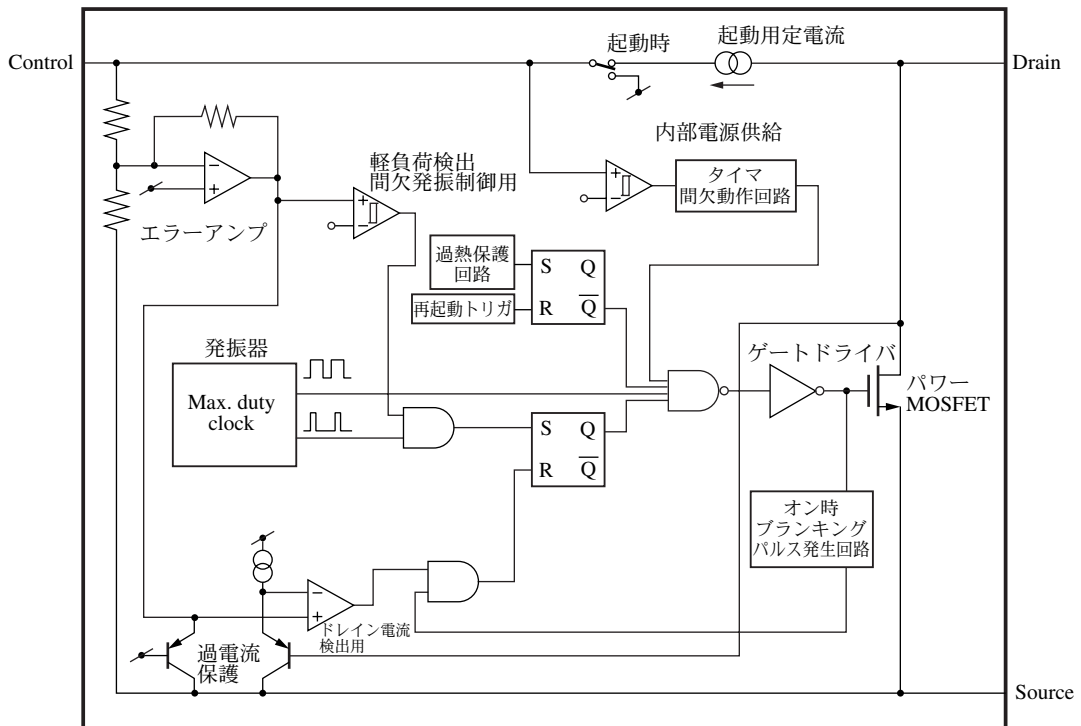 起動時
起動用定電流
Control
Drain
内部電源供給
軽負荷検出
間欠発振制御用
タイマ
間欠動作回路
−
+
+
−
+
−
エラーアンプ
過熱保護
回路
S Q
R Q
再起動トリガ
発振器
ゲートドライバ
Max. duty
clock
パワー
MOSFET
S Q
R Q
オン時
ブランキング
パルス発生回路
−
+
ドレイン電流
検出用
過電流
保護
Source